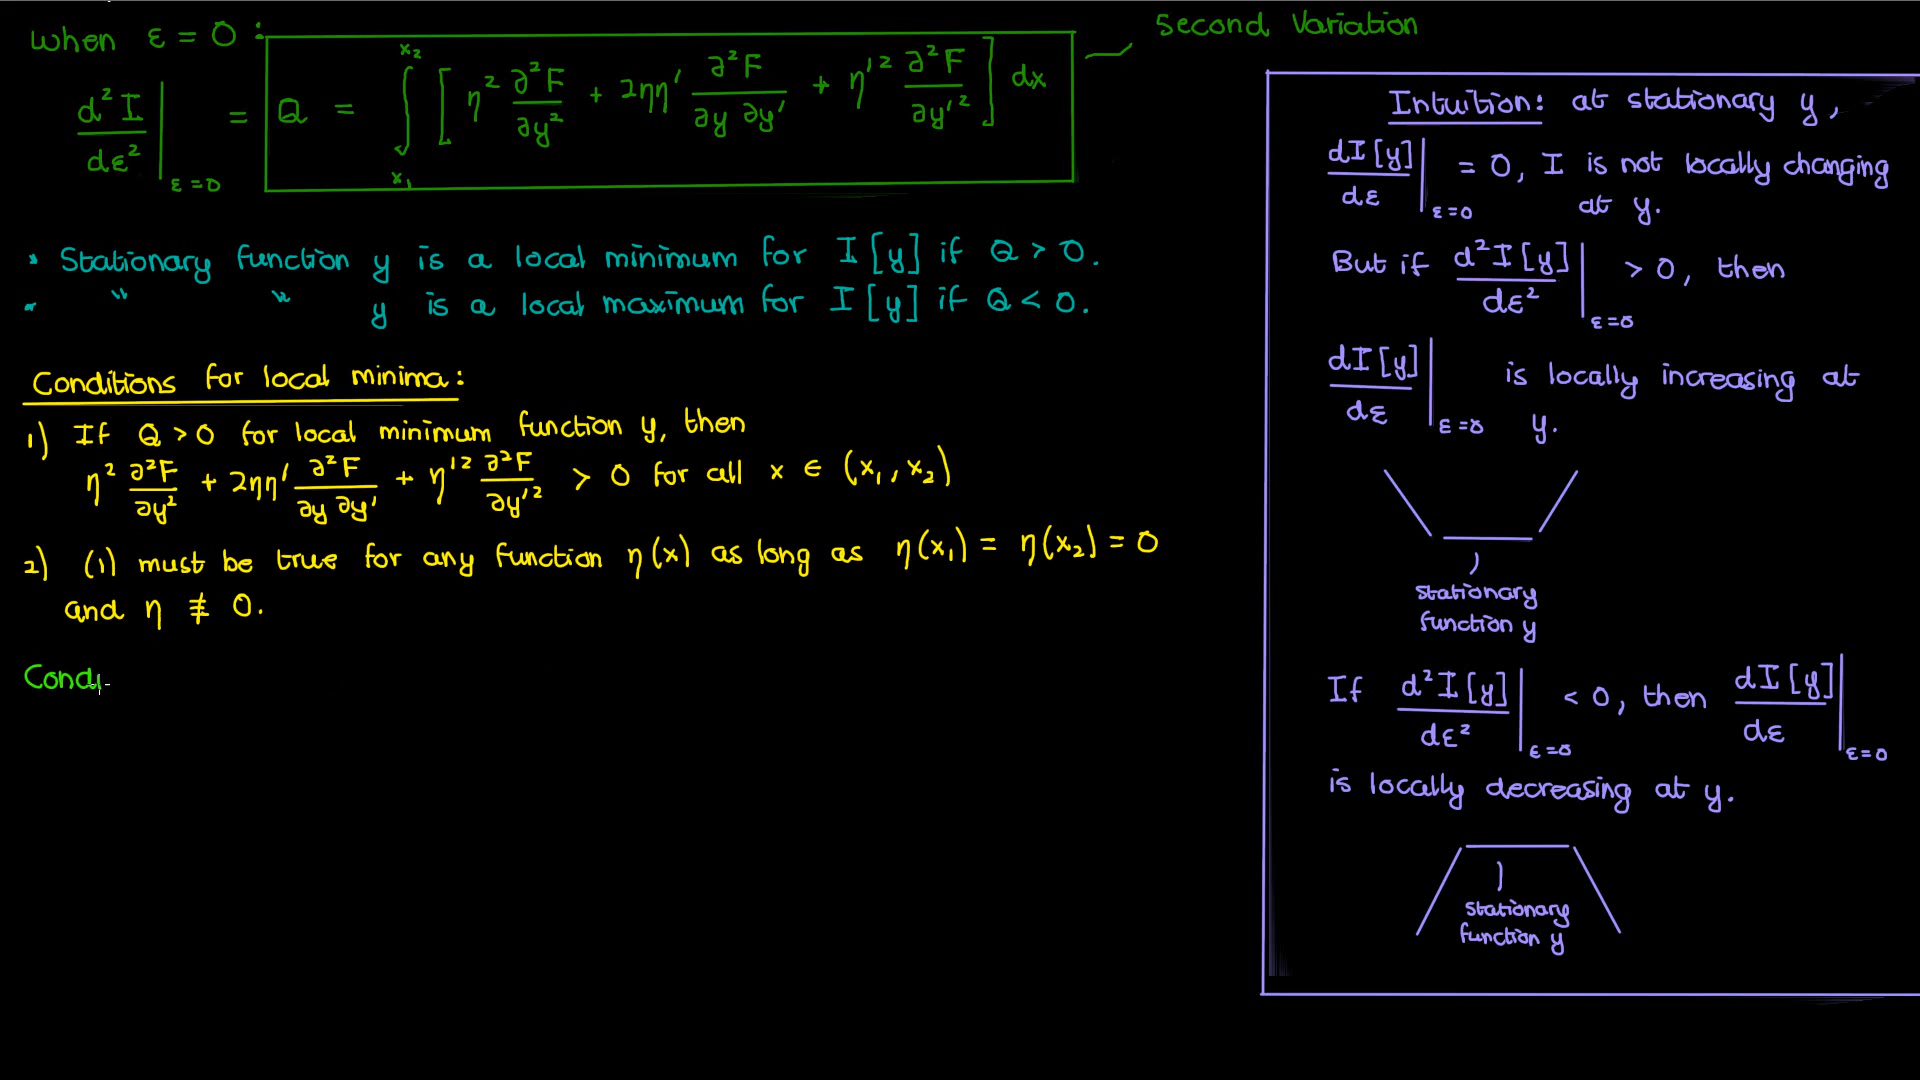 When ε = 0 :
d²I/dε² |ε=0 = Q = ∫x₁^x₂ [ η² ∂²F/∂y² + 2ηη' ∂²F/∂y ∂y' + η'² ∂²F/∂y'² ] dx
Second Variation
• Stationary function y is a local minimum for I[y] if Q > 0.
• " " y is a local maximum for I[y] if Q < 0.
Conditions for local minima:
1) If Q > 0 for local minimum function y, then
η² ∂²F/∂y² + 2ηη' ∂²F/∂y ∂y' + η'² ∂²F/∂y'² > 0 for all x ∈ (x₁, x₂)
2) (1) must be true for any function η(x) as long as η(x₁) = η(x₂) = 0
and η ≢ 0.
Condi
Intuition: at stationary y,
dI[y]/dε |ε=0 = 0, I is not locally changing
at y.
But if d²I[y]/dε² |ε=0 > 0, then
dI[y]/dε |ε=0 is locally increasing at
y.
stationary
function y
If d²I[y]/dε² |ε=0 < 0, then dI[y]/dε |ε=0
is locally decreasing at y.
stationary
function y